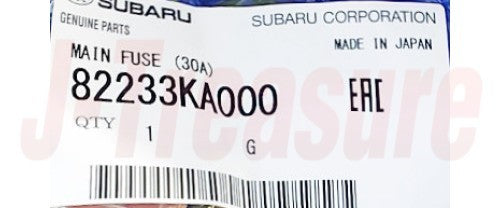 SUBARU SUBARU CORPORATION
GENUINE PARTS
MADE IN JAPAN
MAIN FUSE (30A)
82233KA000 EAC
QTY 1 G
J-Treasure